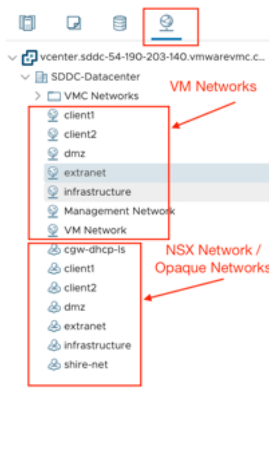 vcenter.sddc-54-190-203-140.vmwarevmc.c...
SDDC-Datacenter
VM Networks
VMC Networks
client1
client2
dmz
extranet
infrastructure
Management Network
VM Network
cgw-dhcp-ls
NSX Network /
Opaque Networks
client1
client2
dmz
extranet
infrastructure
shire-net